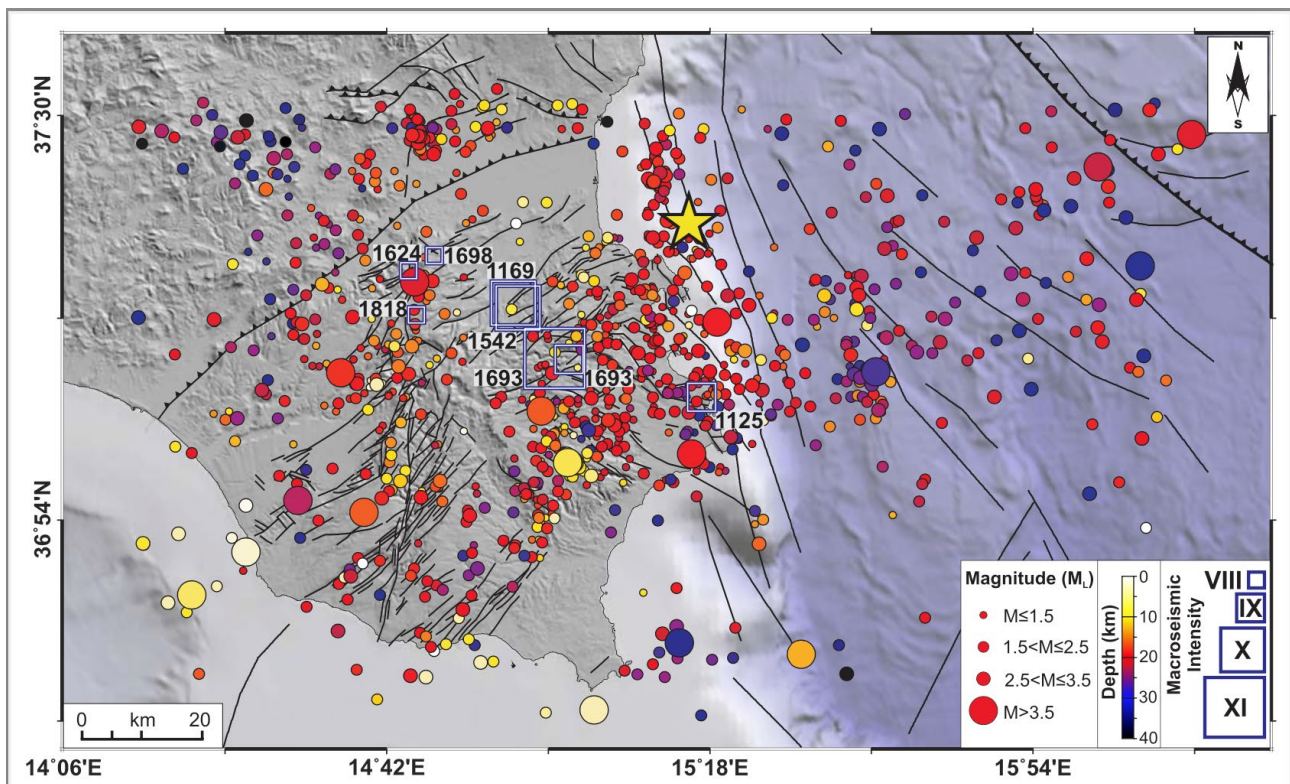 N
S
37˚30'N
36˚54'N
1624
1698
1169
1818
1542
1693
1693
1125
Magnitude (ML)
M≤1.5
1.5<M≤2.5
2.5<M≤3.5
M>3.5
Depth (km)
0
10
20
30
40
Macroseismic
Intensity
VIII
IX
X
XI
0 km 20
14˚06'E
14˚42'E
15˚18'E
15˚54'E